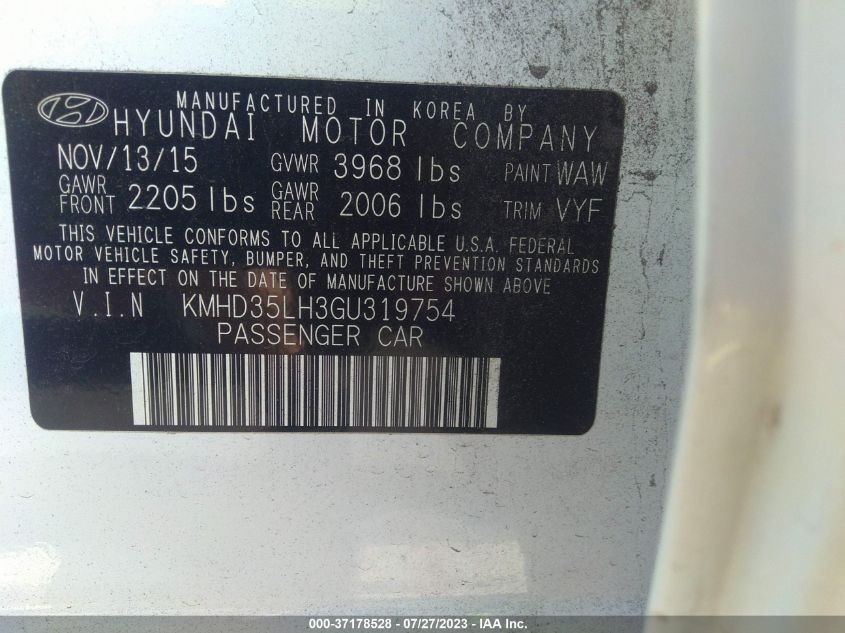 MANUFACTURED IN KOREA BY
HYUNDAI MOTOR COMPANY
NOV/13/15 GVWR 3968 lbs PAINT WAW
GAWR FRONT 2205 lbs GAWR REAR 2006 lbs TRIM VYF
THIS VEHICLE CONFORMS TO ALL APPLICABLE U.S.A. FEDERAL
MOTOR VEHICLE SAFETY, BUMPER, AND THEFT PREVENTION STANDARDS
IN EFFECT ON THE DATE OF MANUFACTURE SHOWN ABOVE
V.I.N KMHD35LH3GU319754
PASSENGER CAR
000-37178528 - 07/27/2023 - IAA Inc.